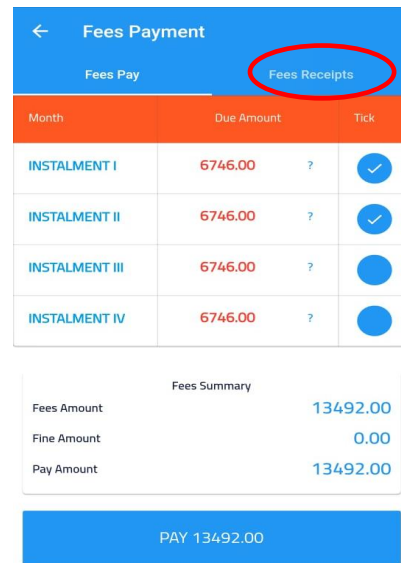 Fees Payment
Fees Pay Fees Receipts
Month Due Amount Tick
INSTALMENT I 6746.00 ?
INSTALMENT II 6746.00 ?
INSTALMENT III 6746.00 ?
INSTALMENT IV 6746.00 ?
Fees Summary
Fees Amount 13492.00
Fine Amount 0.00
Pay Amount 13492.00
PAY 13492.00